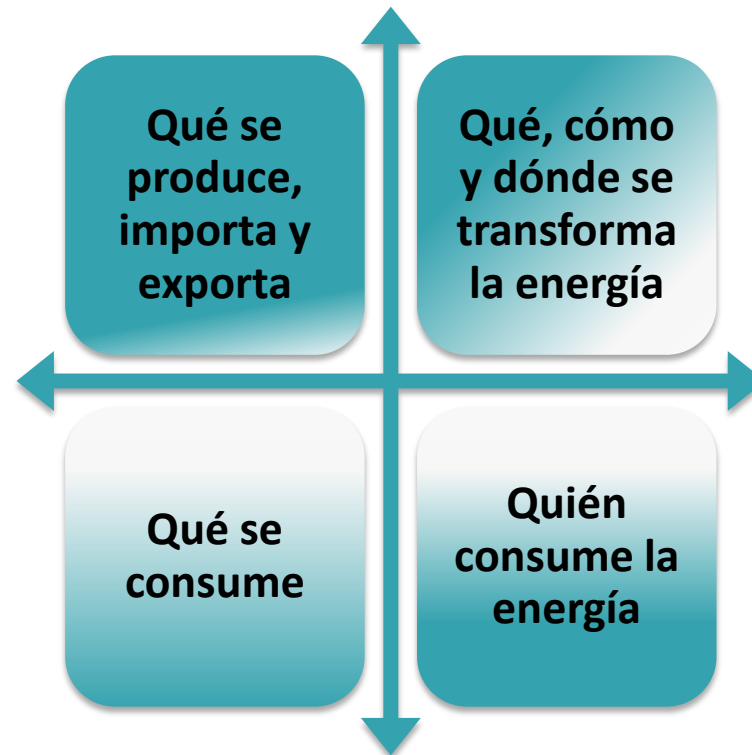 Qué se
produce,
importa y
exporta
Qué, cómo
y dónde se
transforma
la energía
Qué se
consume
Quién
consume la
energía